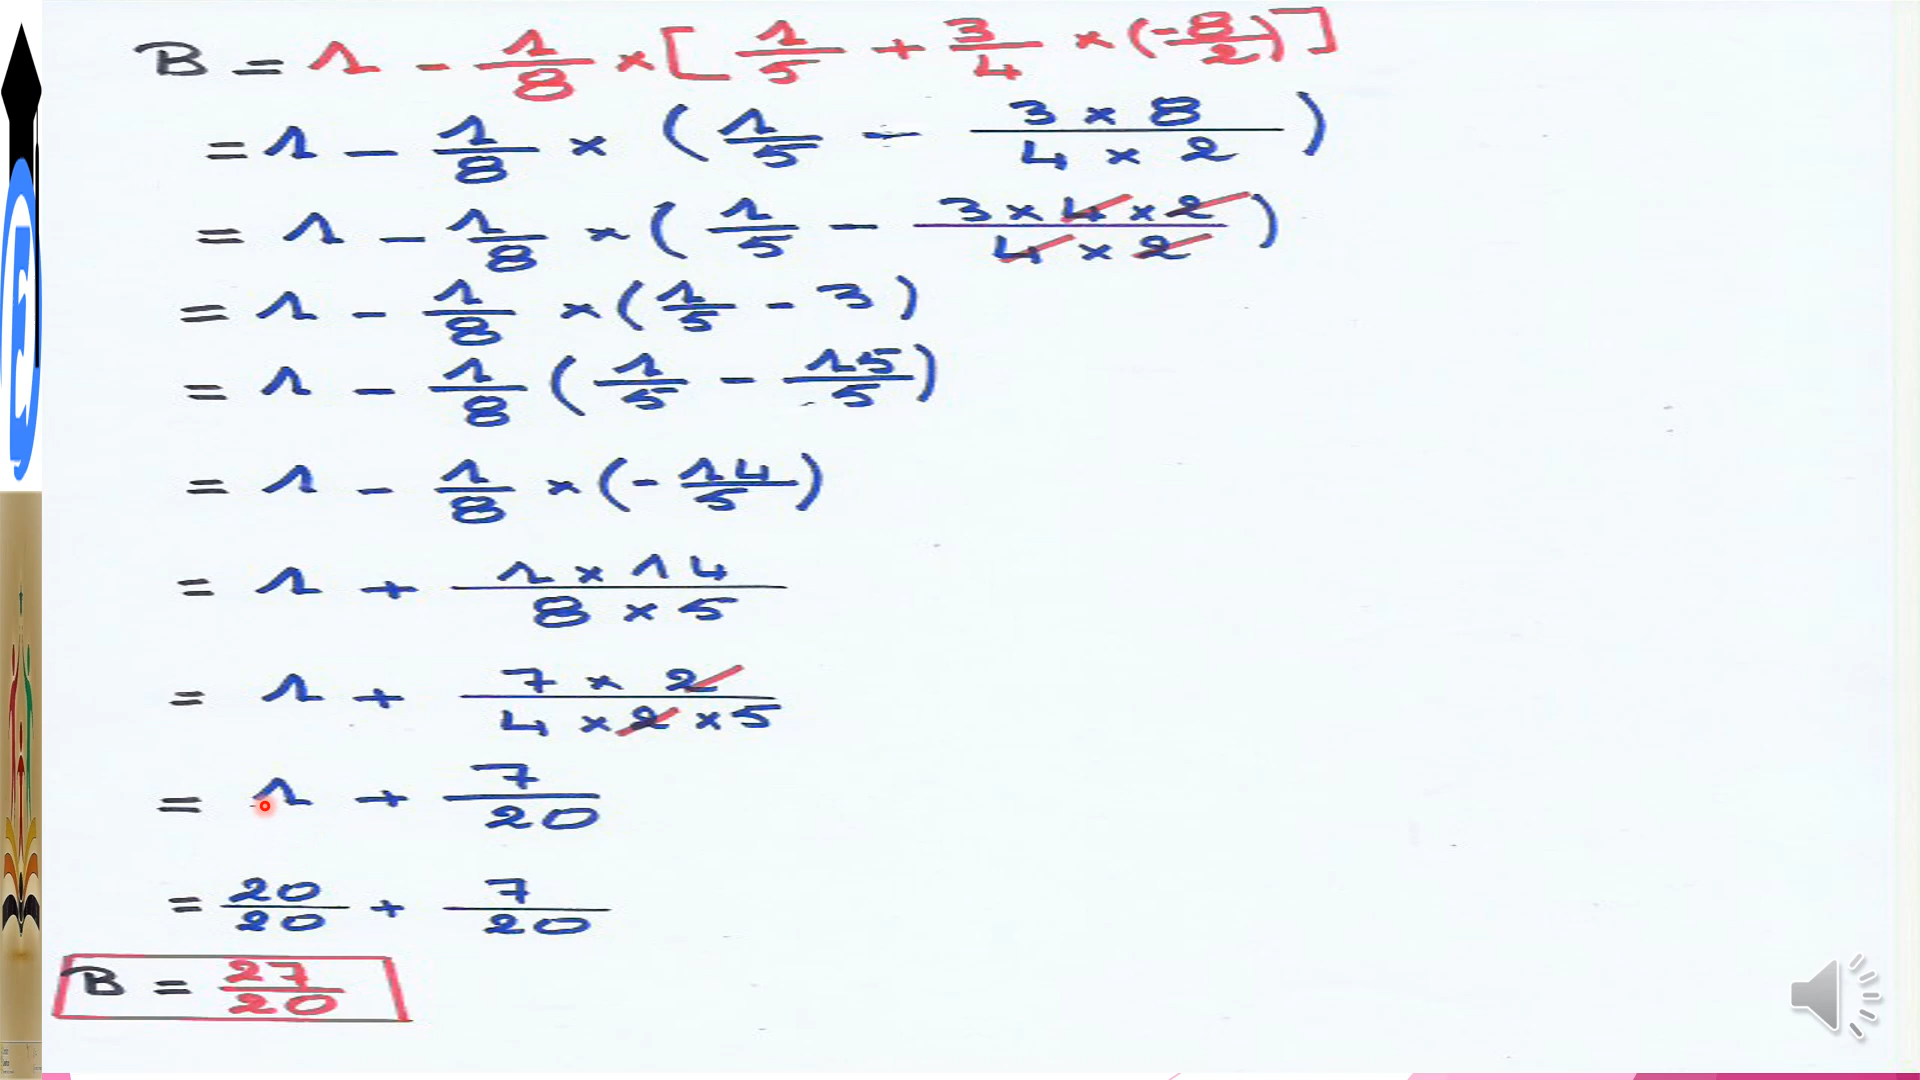 B = 1 - 1/8 × [ 1/5 + 3/4 × (-8/2) ]
= 1 - 1/8 × ( 1/5 - (3 × 8)/(4 × 2) )
= 1 - 1/8 × ( 1/5 - (3 × 4 × 2)/(4 × 2) )
= 1 - 1/8 × ( 1/5 - 3 )
= 1 - 1/8 ( 1/5 - 15/5 )
= 1 - 1/8 × ( - 14/5 )
= 1 + (1 × 14)/(8 × 5)
= 1 + (7 × 2)/(4 × 2 × 5)
= 1 + 7/20
= 20/20 + 7/20
B = 27/20